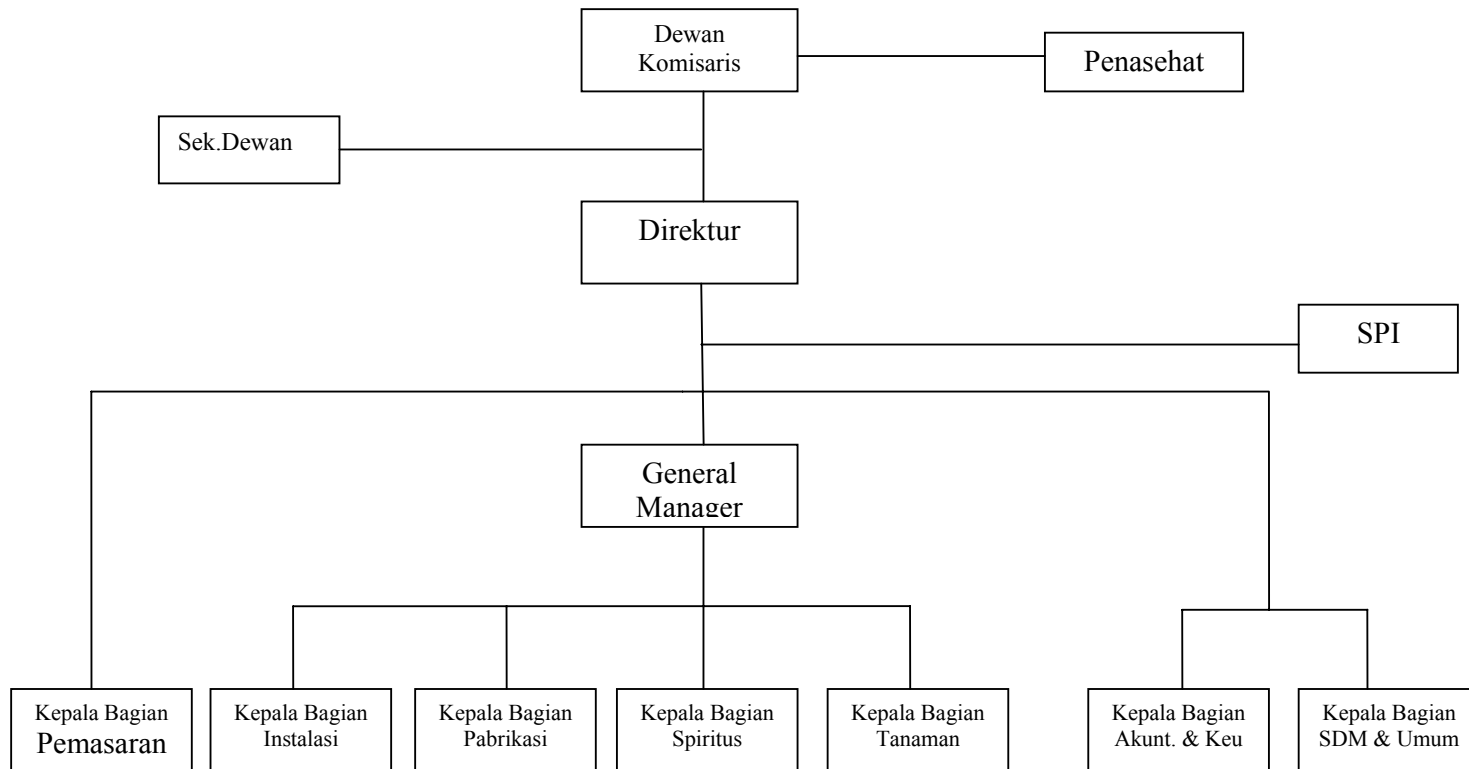 Dewan
Komisaris
Penasehat
Sek.Dewan
Direktur
SPI
General
Manager
Kepala Bagian
Pemasaran
Kepala Bagian
Instalasi
Kepala Bagian
Pabrikasi
Kepala Bagian
Spiritus
Kepala Bagian
Tanaman
Kepala Bagian
Akunt. & Keu
Kepala Bagian
SDM & Umum